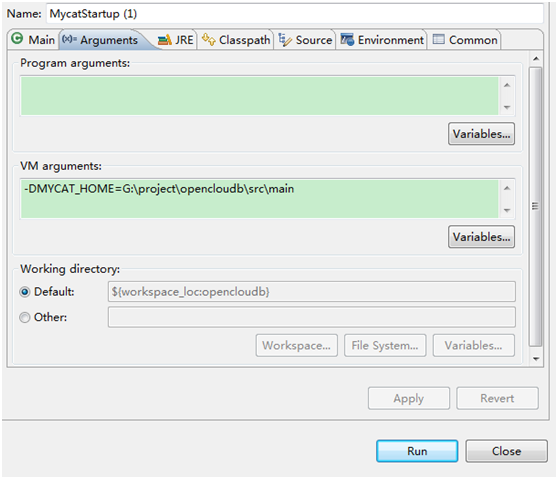 Name: MycatStartup (1)
Main (x)= Arguments JRE Classpath Source Environment Common
Program arguments:
Variables...
VM arguments:
-DMYCAT_HOME=G:\project\opencloudb\src\main
Variables...
Working directory:
Default: ${workspace_loc:opencloudb}
Other:
Workspace... File System... Variables...
Apply Revert
Run Close